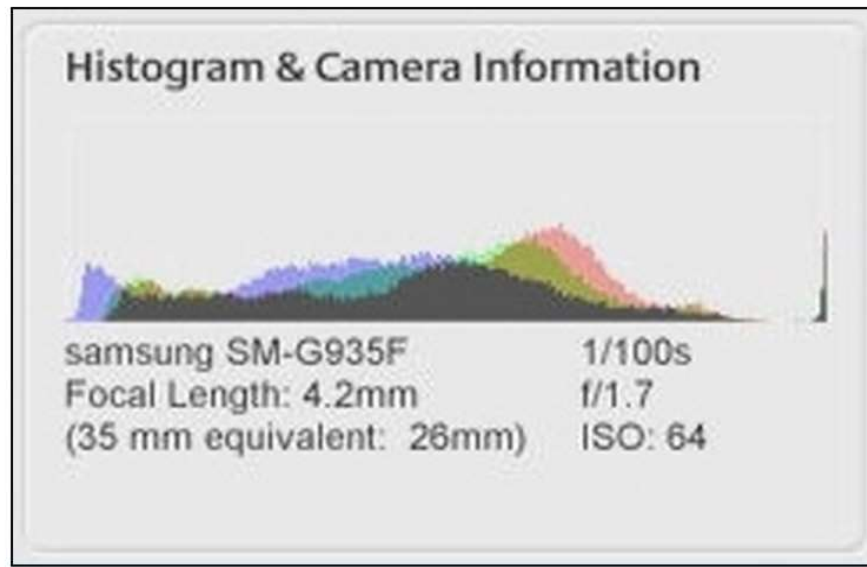 Histogram & Camera Information
samsung SM-G935F 1/100s
Focal Length: 4.2mm f/1.7
(35 mm equivalent: 26mm) ISO: 64